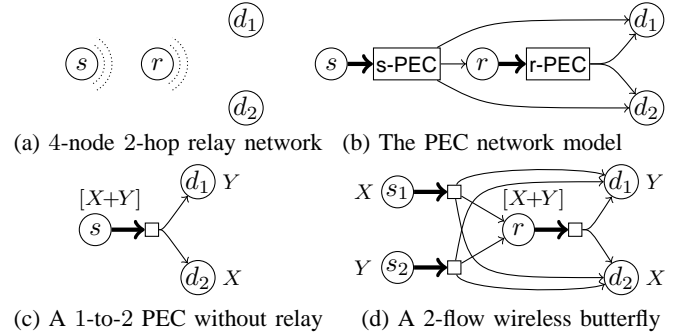 s r d1 d2
(a) 4-node 2-hop relay network
s s-PEC r r-PEC d1 d2
(b) The PEC network model
[X+Y]
s d1 Y d2 X
(c) A 1-to-2 PEC without relay
X s1 [X+Y] d1 Y
r
Y s2 d2 X
(d) A 2-flow wireless butterfly